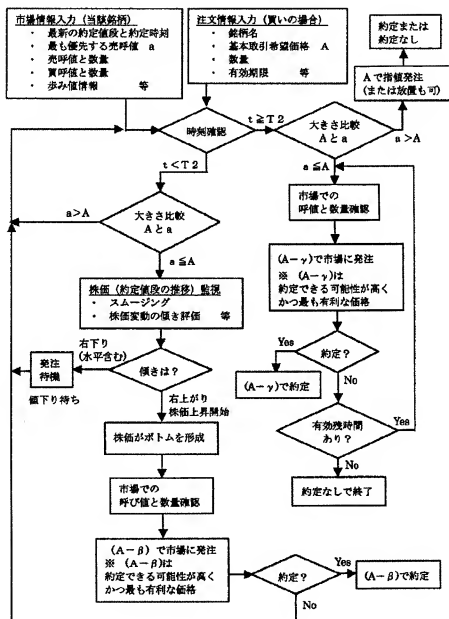 市場情報入力（当該銘柄）
・ 最新の約定値段と約定時刻
・ 最も優先する売呼値 a
・ 売呼値と数量
・ 買呼値と数量
・ 歩み値情報 等
注文情報入力（買いの場合）
・ 銘柄名
・ 基本取引希望価格 A
・ 数量
・ 有効期限 等
約定または
約定なし
Aで指値発注
(または放置も可)
時刻確認
t≧T2
大きさ比較
Aとa
a>A
t<T2
a≦A
a>A
大きさ比較
Aとa
a≦A
市場での
呼値と数量確認
(A-γ)で市場に発注
※ (A-γ)は
約定できる可能性が高く
かつ最も有利な価格
株価（約定値段の推移）監視
・ スムージング
・ 株価変動の傾き評価 等
右下り
(水平含む)
発注
待機
値下り待ち
傾きは？
右上がり
株価上昇開始
Yes
約定？
(A-γ)で約定
No
有効残時間
あり？
Yes
No
約定なしで終了
株価がボトムを形成
市場での
呼び値と数量確認
(A-β)で市場に発注
※ (A-β)は
約定できる可能性が高く
かつ最も有利な価格
約定？
Yes
(A-β)で約定
No